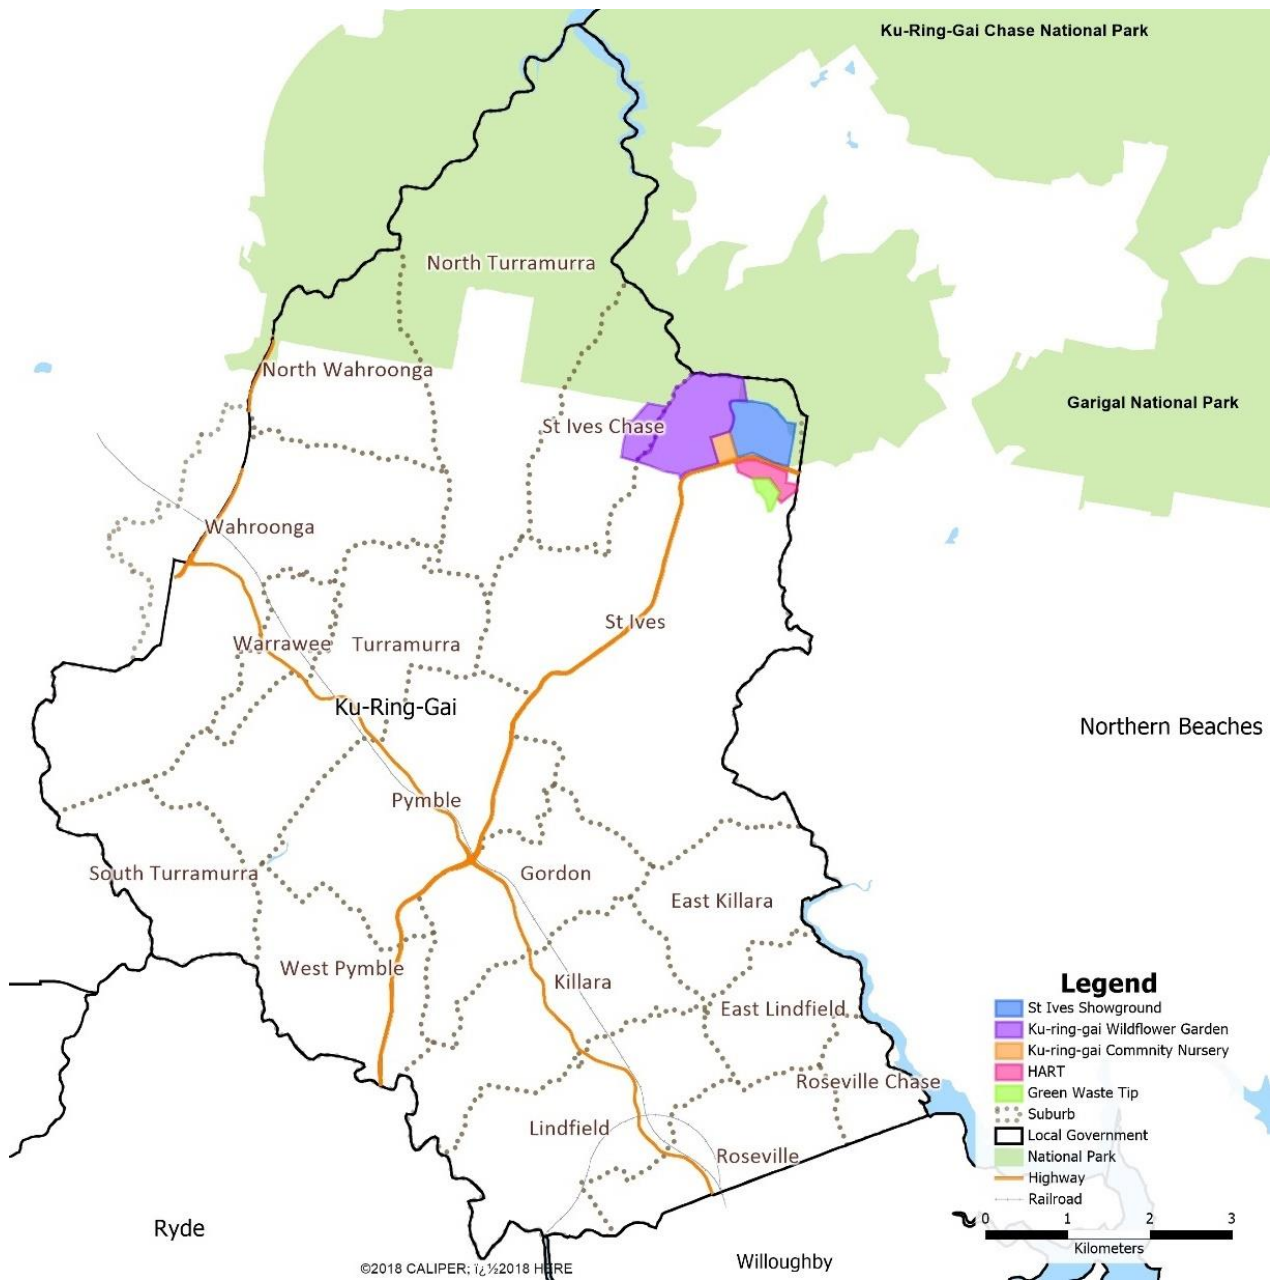 Ku-Ring-Gai Chase National Park
North Turramurra
North Wahroonga
Garigal National Park
St Ives Chase
Wahroonga
St Ives
Warrawee
Turramurra
Ku-Ring-Gai
Northern Beaches
Pymble
South Turramurra
Gordon
East Killara
West Pymble
Killara
East Lindfield
Roseville Chase
Lindfield
Roseville
Ryde
Willoughby
Legend
St Ives Showground
Ku-ring-gai Wildflower Garden
Ku-ring-gai Commnity Nursery
HART
Green Waste Tip
Suburb
Local Government
National Park
Highway
Railroad
0 1 2 3
Kilometers
©2018 CALIPER; ï¿½2018 HERE